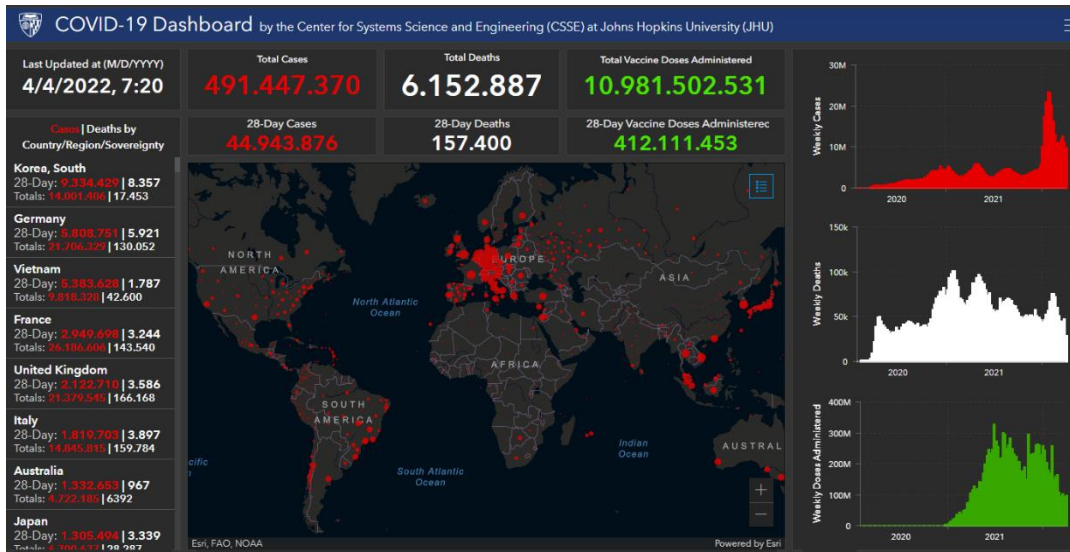 COVID-19 Dashboard by the Center for Systems Science and Engineering (CSSE) at Johns Hopkins University (JHU)
Last Updated at (M/D/YYYY)
4/4/2022, 7:20
Total Cases
491.447.370
Total Deaths
6.152.887
Total Vaccine Doses Administered
10.981.502.531
28-Day Cases
44.943.876
28-Day Deaths
157.400
28-Day Vaccine Doses Administerec
412.111.453
Cases | Deaths by
Country/Region/Sovereignty
Korea, South
28-Day: 9.334.429 | 8.357
Totals: 14.001.406 | 17.453
Germany
28-Day: 5.808.751 | 5.921
Totals: 21.706.329 | 130.052
Vietnam
28-Day: 5.383.628 | 1.787
Totals: 9.818.328 | 42.600
France
28-Day: 2.949.698 | 3.244
Totals: 26.186.606 | 143.540
United Kingdom
28-Day: 2.122.710 | 3.586
Totals: 21.379.545 | 166.168
Italy
28-Day: 1.819.703 | 3.897
Totals: 14.845.815 | 159.784
Australia
28-Day: 1.332.653 | 967
Totals: 4.722.185 | 6392
Japan
28-Day: 1.305.494 | 3.339
Totals: | 28.287
NORTH
AMERICA
EUROPE
ASIA
North Atlantic
Ocean
AFRICA
SOUTH
AMERICA
Indian
Ocean
AUSTRAL
cific
South Atlantic
Ocean
+
−
Esri, FAO, NOAA
Powered by Esri
Weekly Cases
30M
20M
10M
0
2020
2021
Weekly Deaths
150k
100k
50k
0
2020
2021
Weekly Doses Administered
400M
300M
200M
100M
0
2020
2021